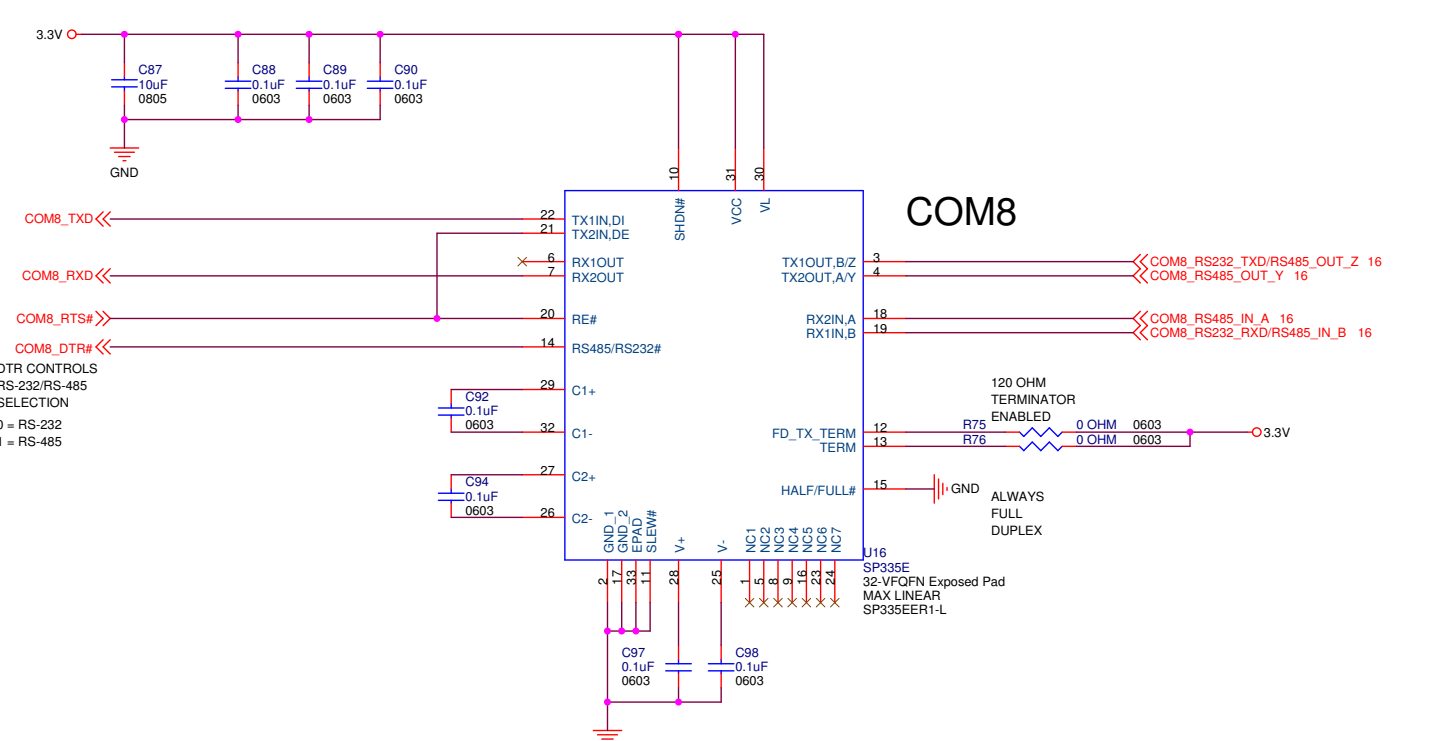 3.3V
C87
10uF
0805
C88
0.1uF
0603
C89
0.1uF
0603
C90
0.1uF
0603
GND
10
31
30
SHDN#
VCC
VL
COM8
COM8_TXD
22
TX1IN,DI
21
TX2IN,DE
6
RX1OUT
COM8_RXD
7
RX2OUT
COM8_RTS#
20
RE#
COM8_DTR#
14
RS485/RS232#
DTR CONTROLS
RS-232/RS-485
SELECTION
0 = RS-232
1 = RS-485
29
C1+
C92
0.1uF
0603
32
C1-
27
C2+
C94
0.1uF
0603
26
C2-
TX1OUT,B/Z
3
COM8_RS232_TXD/RS485_OUT_Z 16
TX2OUT,A/Y
4
COM8_RS485_OUT_Y 16
RX2IN,A
18
COM8_RS485_IN_A 16
RX1IN,B
19
COM8_RS232_RXD/RS485_IN_B 16
120 OHM
TERMINATOR
ENABLED
FD_TX_TERM
12
R75
0 OHM
0603
TERM
13
R76
0 OHM
0603
3.3V
HALF/FULL#
15
GND
ALWAYS
FULL
DUPLEX
GND_1
GND_2
EPAD
SLEW#
V+
V-
NC1
NC2
NC3
NC4
NC5
NC6
NC7
2
17
33
11
28
25
1
5
8
9
16
23
24
U16
SP335E
32-VFQFN Exposed Pad
MAX LINEAR
SP335EER1-L
C97
0.1uF
0603
C98
0.1uF
0603